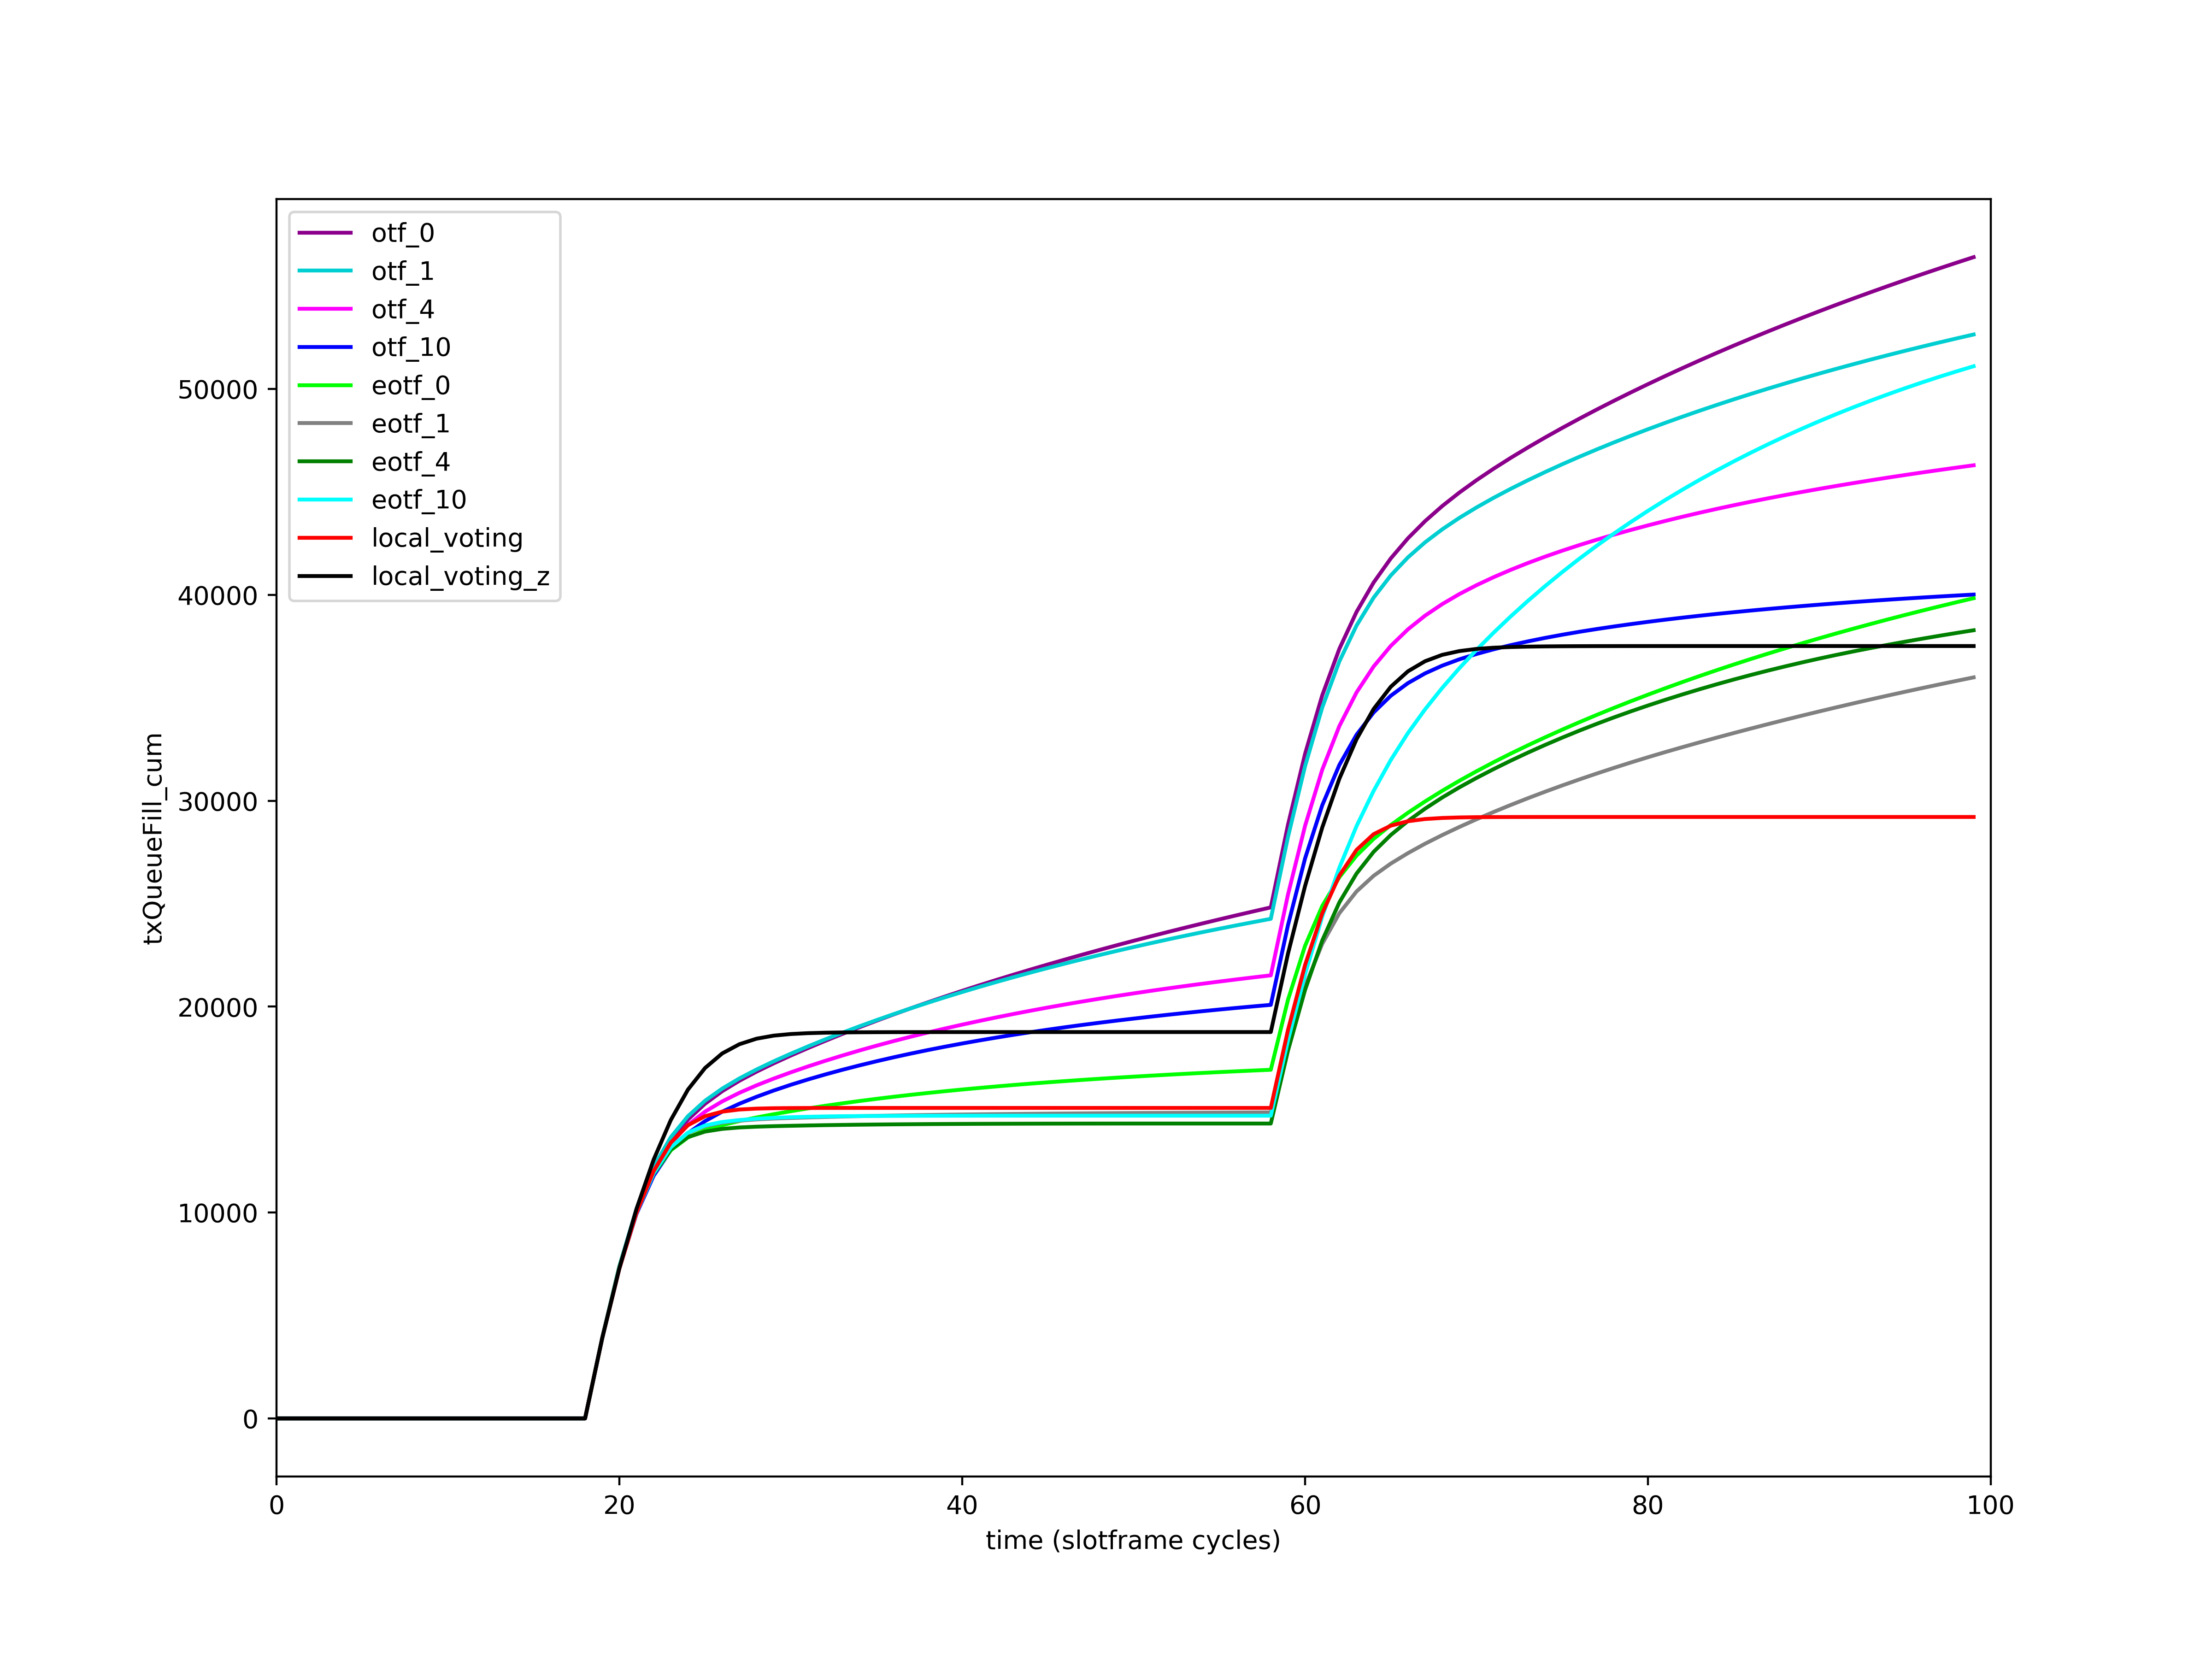 otf_0
otf_1
otf_4
otf_10
eotf_0
eotf_1
eotf_4
eotf_10
local_voting
local_voting_z
50000
40000
30000
20000
10000
0
txQueueFill_cum
0 20 40 60 80 100
time (slotframe cycles)